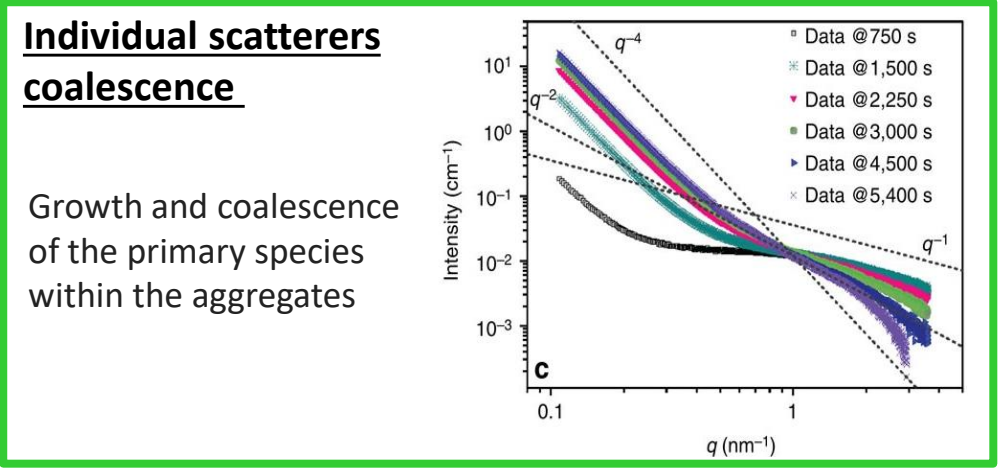 Individual scatterers
coalescence
Growth and coalescence
of the primary species
within the aggregates
Intensity (cm⁻¹)
10¹
10⁰
10⁻¹
10⁻²
10⁻³
q⁻⁴
q⁻²
q⁻¹
Data @750 s
Data @1,500 s
Data @2,250 s
Data @3,000 s
Data @4,500 s
Data @5,400 s
c
0.1
1
q (nm⁻¹)